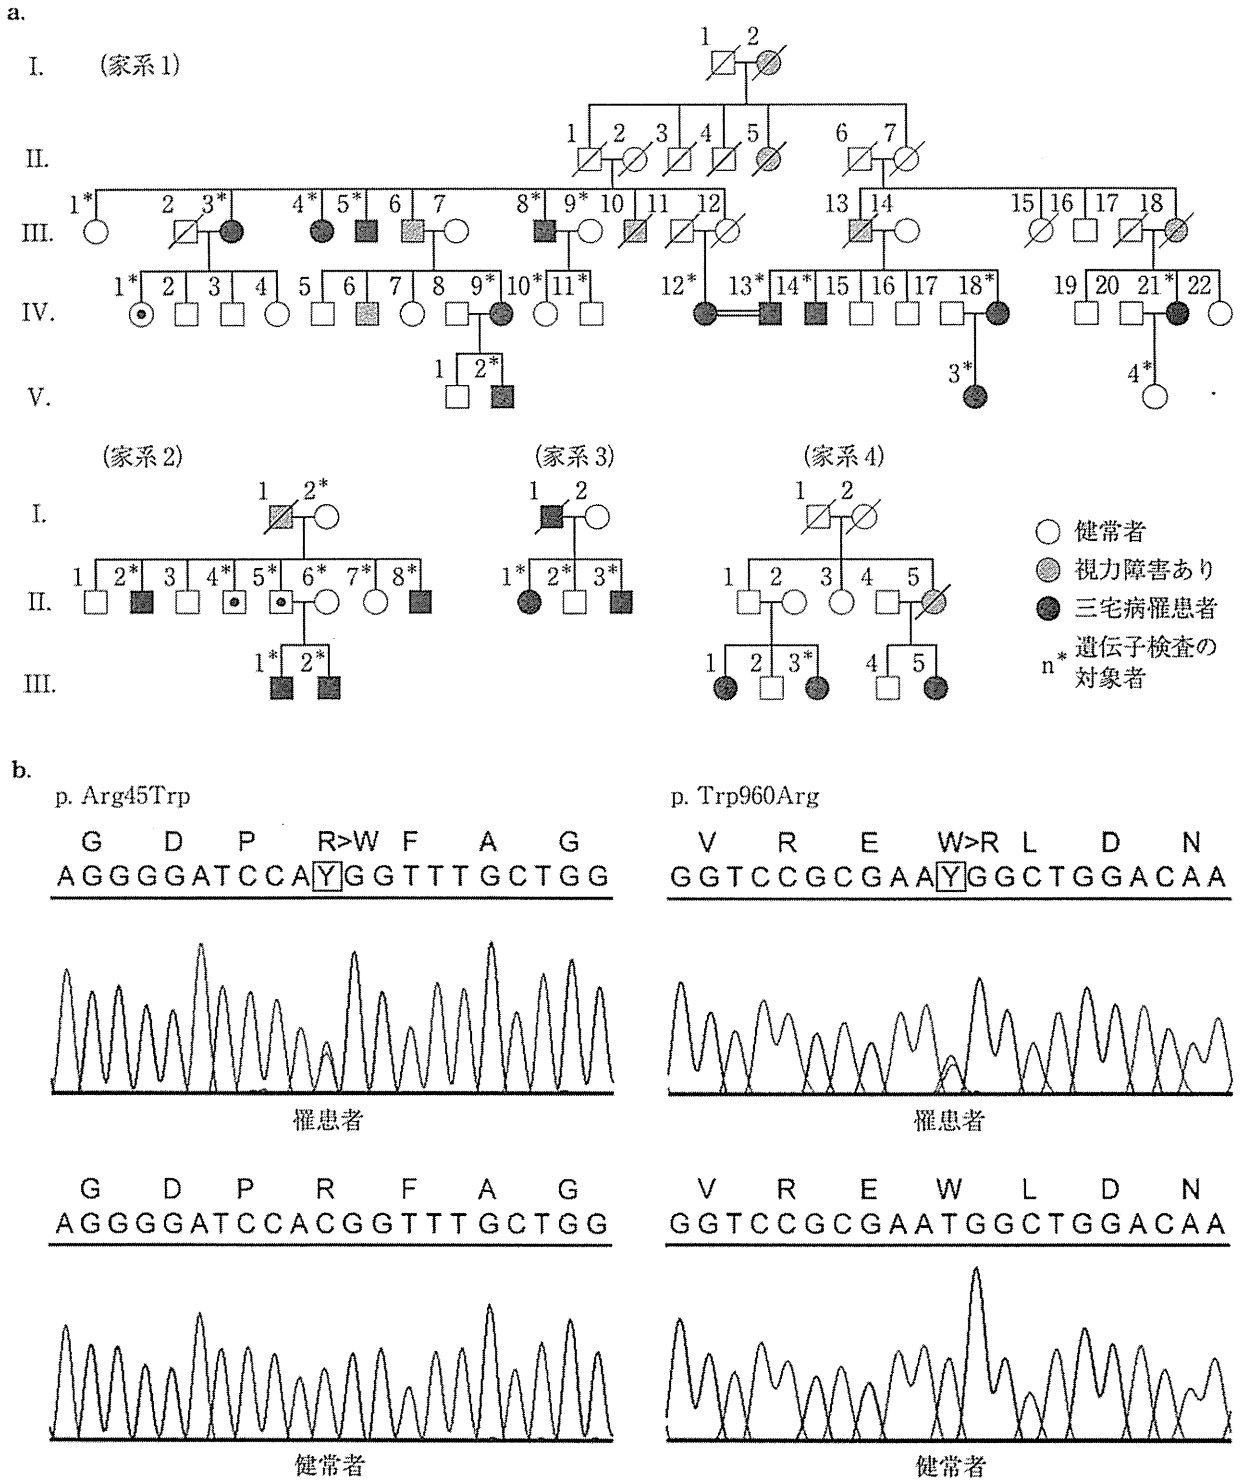 a.
1 2
I. (家系1)
1 2 3 4 5 6 7
II.
1* 2 3* 4* 5* 6 7 8* 9* 10 11 12 13 14 15 16 17 18
III.
1* 2 3 4 5 6 7 8 9* 10* 11* 12* 13* 14* 15 16 17 18* 19 20 21* 22
IV.
1 2* 3* 4*
V.
(家系2) (家系3) (家系4)
1 2* 1 2 1 2
I.
1 2* 3 4* 5* 6* 7* 8* 1* 2* 3* 1 2 3 4 5
II.
1* 2* 1 2 3* 4 5
III.
健常者
視力障害あり
三宅病罹患者
n* 遺伝子検査の
対象者
b.
p. Arg45Trp
G D P R>W F A G
AGGGGATCCAYGGTTTGCTGG
罹患者
G D P R F A G
AGGGGATCCACGGTTTGCTGG
健常者
p. Trp960Arg
V R E W>R L D N
GGTCCGCGAAYGGCTGGACAA
罹患者
V R E W L D N
GGTCCGCGAATGGCTGGACAA
健常者